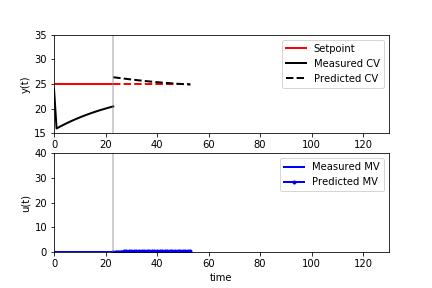 35
30
25
20
15
y(t)
Setpoint
Measured CV
Predicted CV
0 20 40 60 80 100 120
40
30
20
10
0
u(t)
Measured MV
Predicted MV
0 20 40 60 80 100 120
time